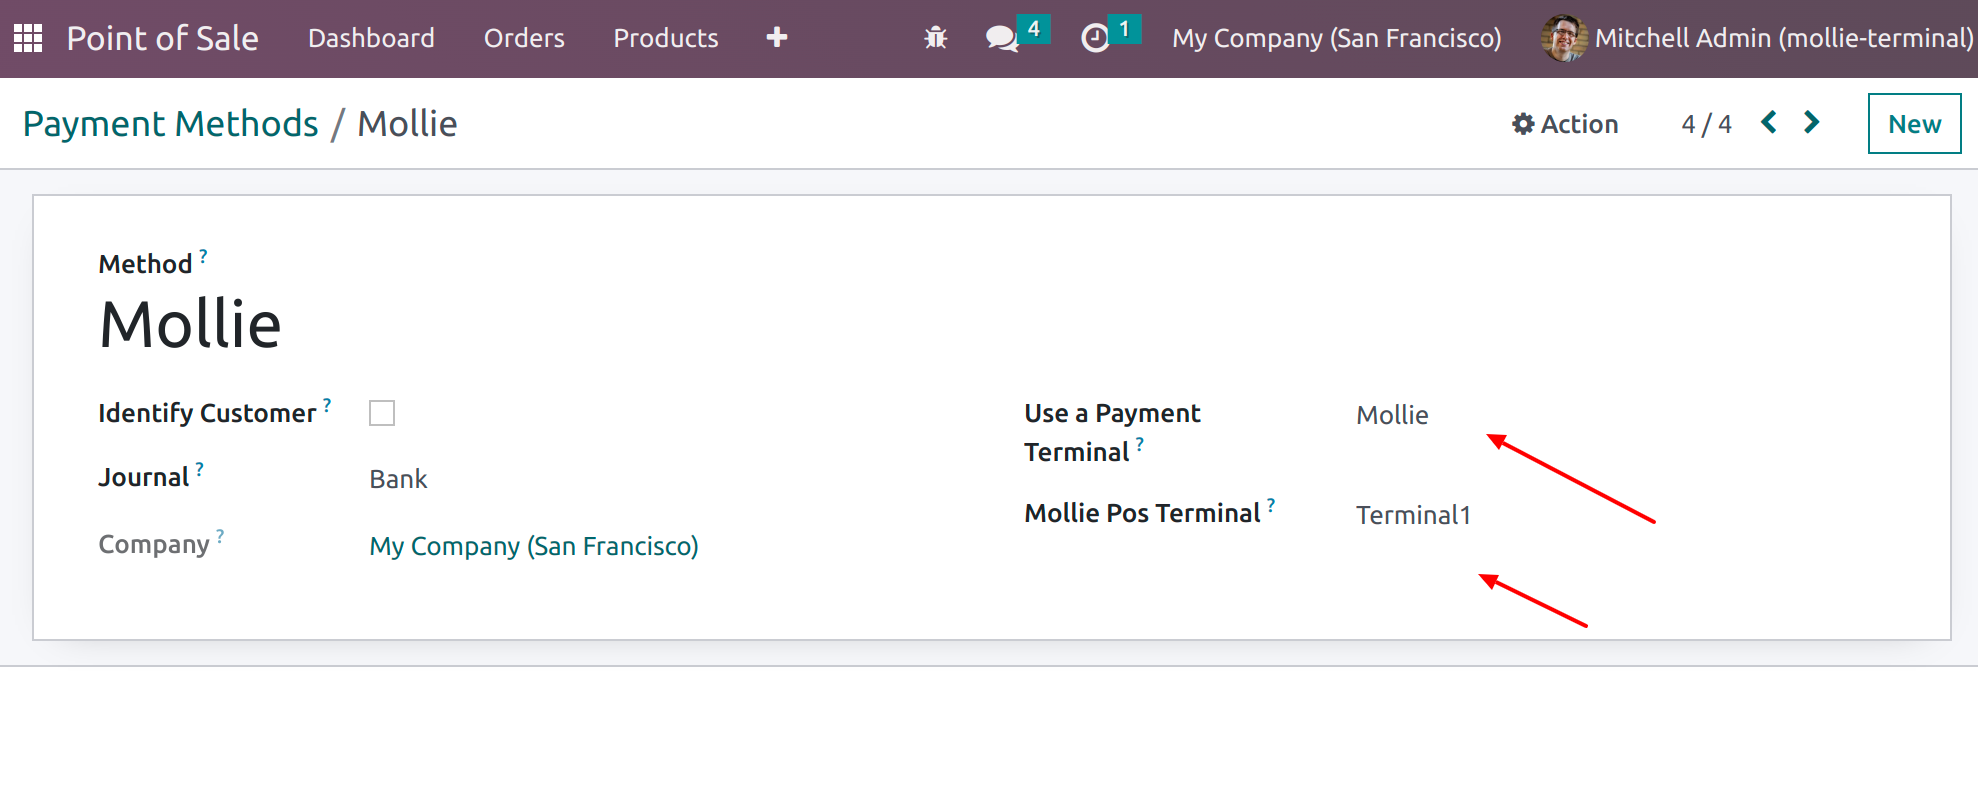 Point of Sale Dashboard Orders Products 4 1 My Company (San Francisco) Mitchell Admin (mollie-terminal)
Payment Methods / Mollie Action 4 / 4 New
Method ?
Mollie
Identify Customer ?
Journal ? Bank
Company ? My Company (San Francisco)
Use a Payment Terminal ? Mollie
Mollie Pos Terminal ? Terminal1